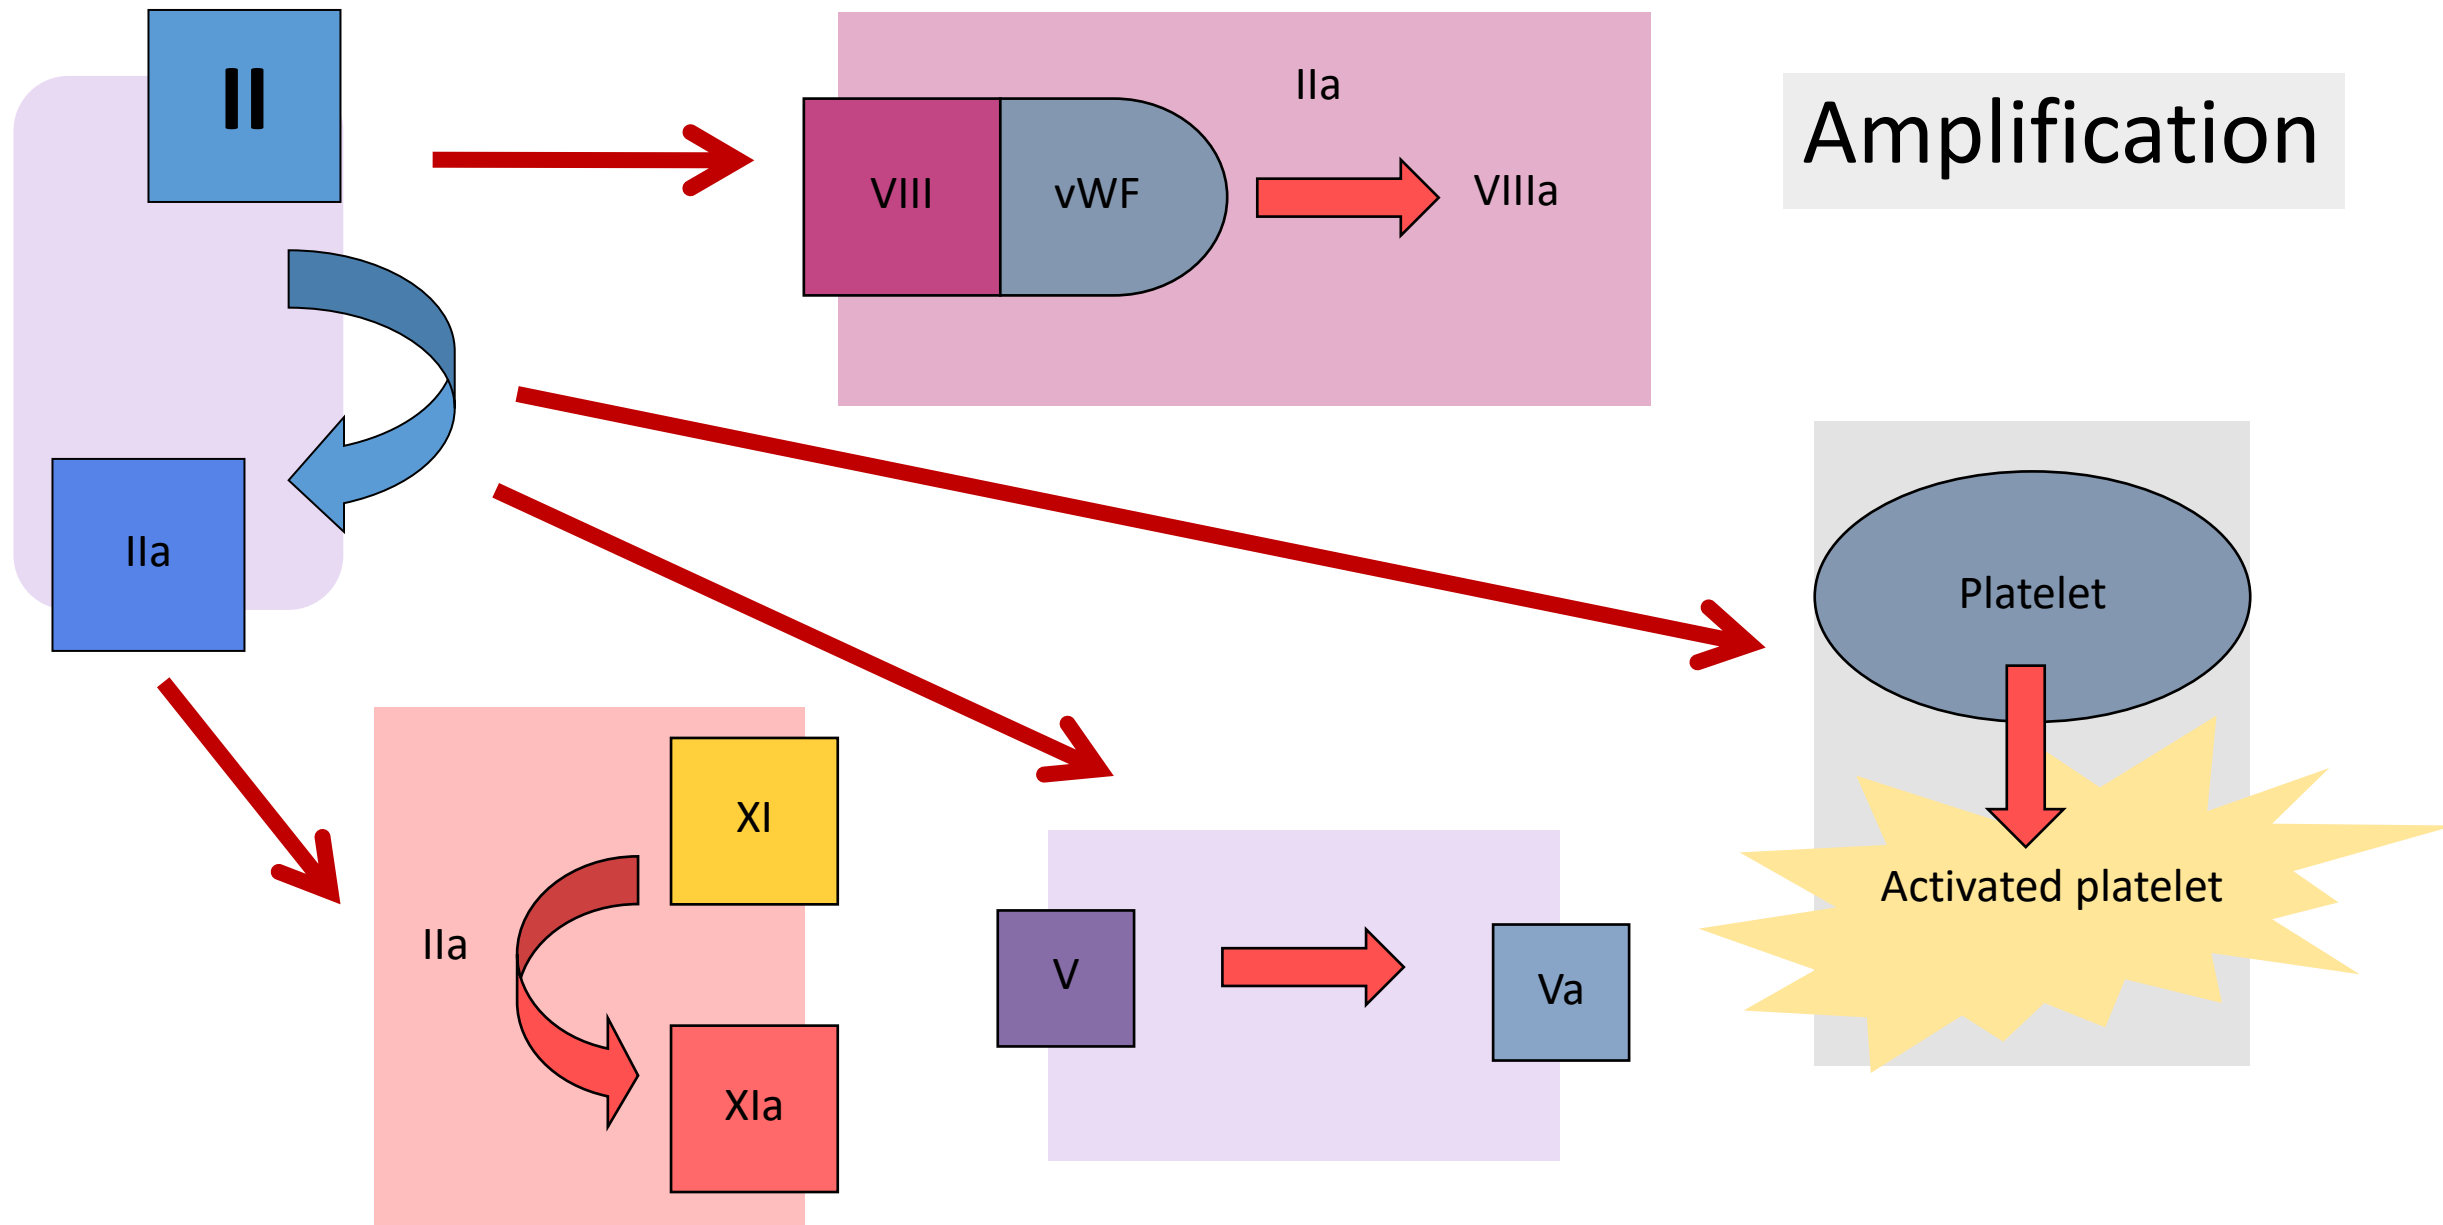 II
IIa
VIII
vWF
IIa
VIIIa
Amplification
IIa
XI
XIa
V
Va
Platelet
Activated platelet